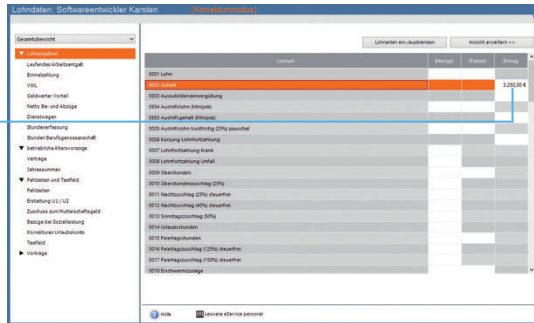 Lohndaten: Softwareentwickler Karsten (Korrekturmodus)
Gesamtübersicht
Lohnarten ein-/ausblenden
Ansicht erweitern >>
Lohnangaben
Laufendes Arbeitsentgelt
Einmalzahlung
VWL
Geldwerter Vorteil
Netto Be- und Abzüge
Dienstwagen
Stundenerfassung
Stunden Berufsgenossenschaft
betriebliche Altersvorsorge
Verträge
Jahressummen
Fehlzeiten und Textfeld
Fehlzeiten
Erstattung U1 / U2
Zuschuss zum Mutterschaftsgeld
Bezüge bei Sozialleistung
Korrekturen Urlaubskonto
Textfeld
Vorträge
Lohnart (Menge) (Faktor) Betrag
0001 Lohn
0002 Gehalt 3.250,00 €
0003 Auszubildendenvergütung
0004 Aushilfslohn (Minijob)
0005 Aushilfsgehalt (Minijob)
0005 Aushilfslohn kurzfristig (25%) pauschal
0006 Kürzung Lohnfortzahlung
0007 Lohnfortzahlung Krank
0008 Lohnfortzahlung Unfall
0009 Überstunden
0010 Überstundenzuschlag (25%)
0011 Nachtzuschlag (25%) steuerfrei
0012 Nachtzuschlag (40%) steuerfrei
0013 Sonntagszuschlag (50%)
0014 Urlaubsstunden
0015 Feiertagsstunden
0016 Feiertagszuschlag (125%) steuerfrei
0017 Feiertagszuschlag (150%) steuerfrei
0018 Erschwerniszulage
Hilfe
Lexware eService personal